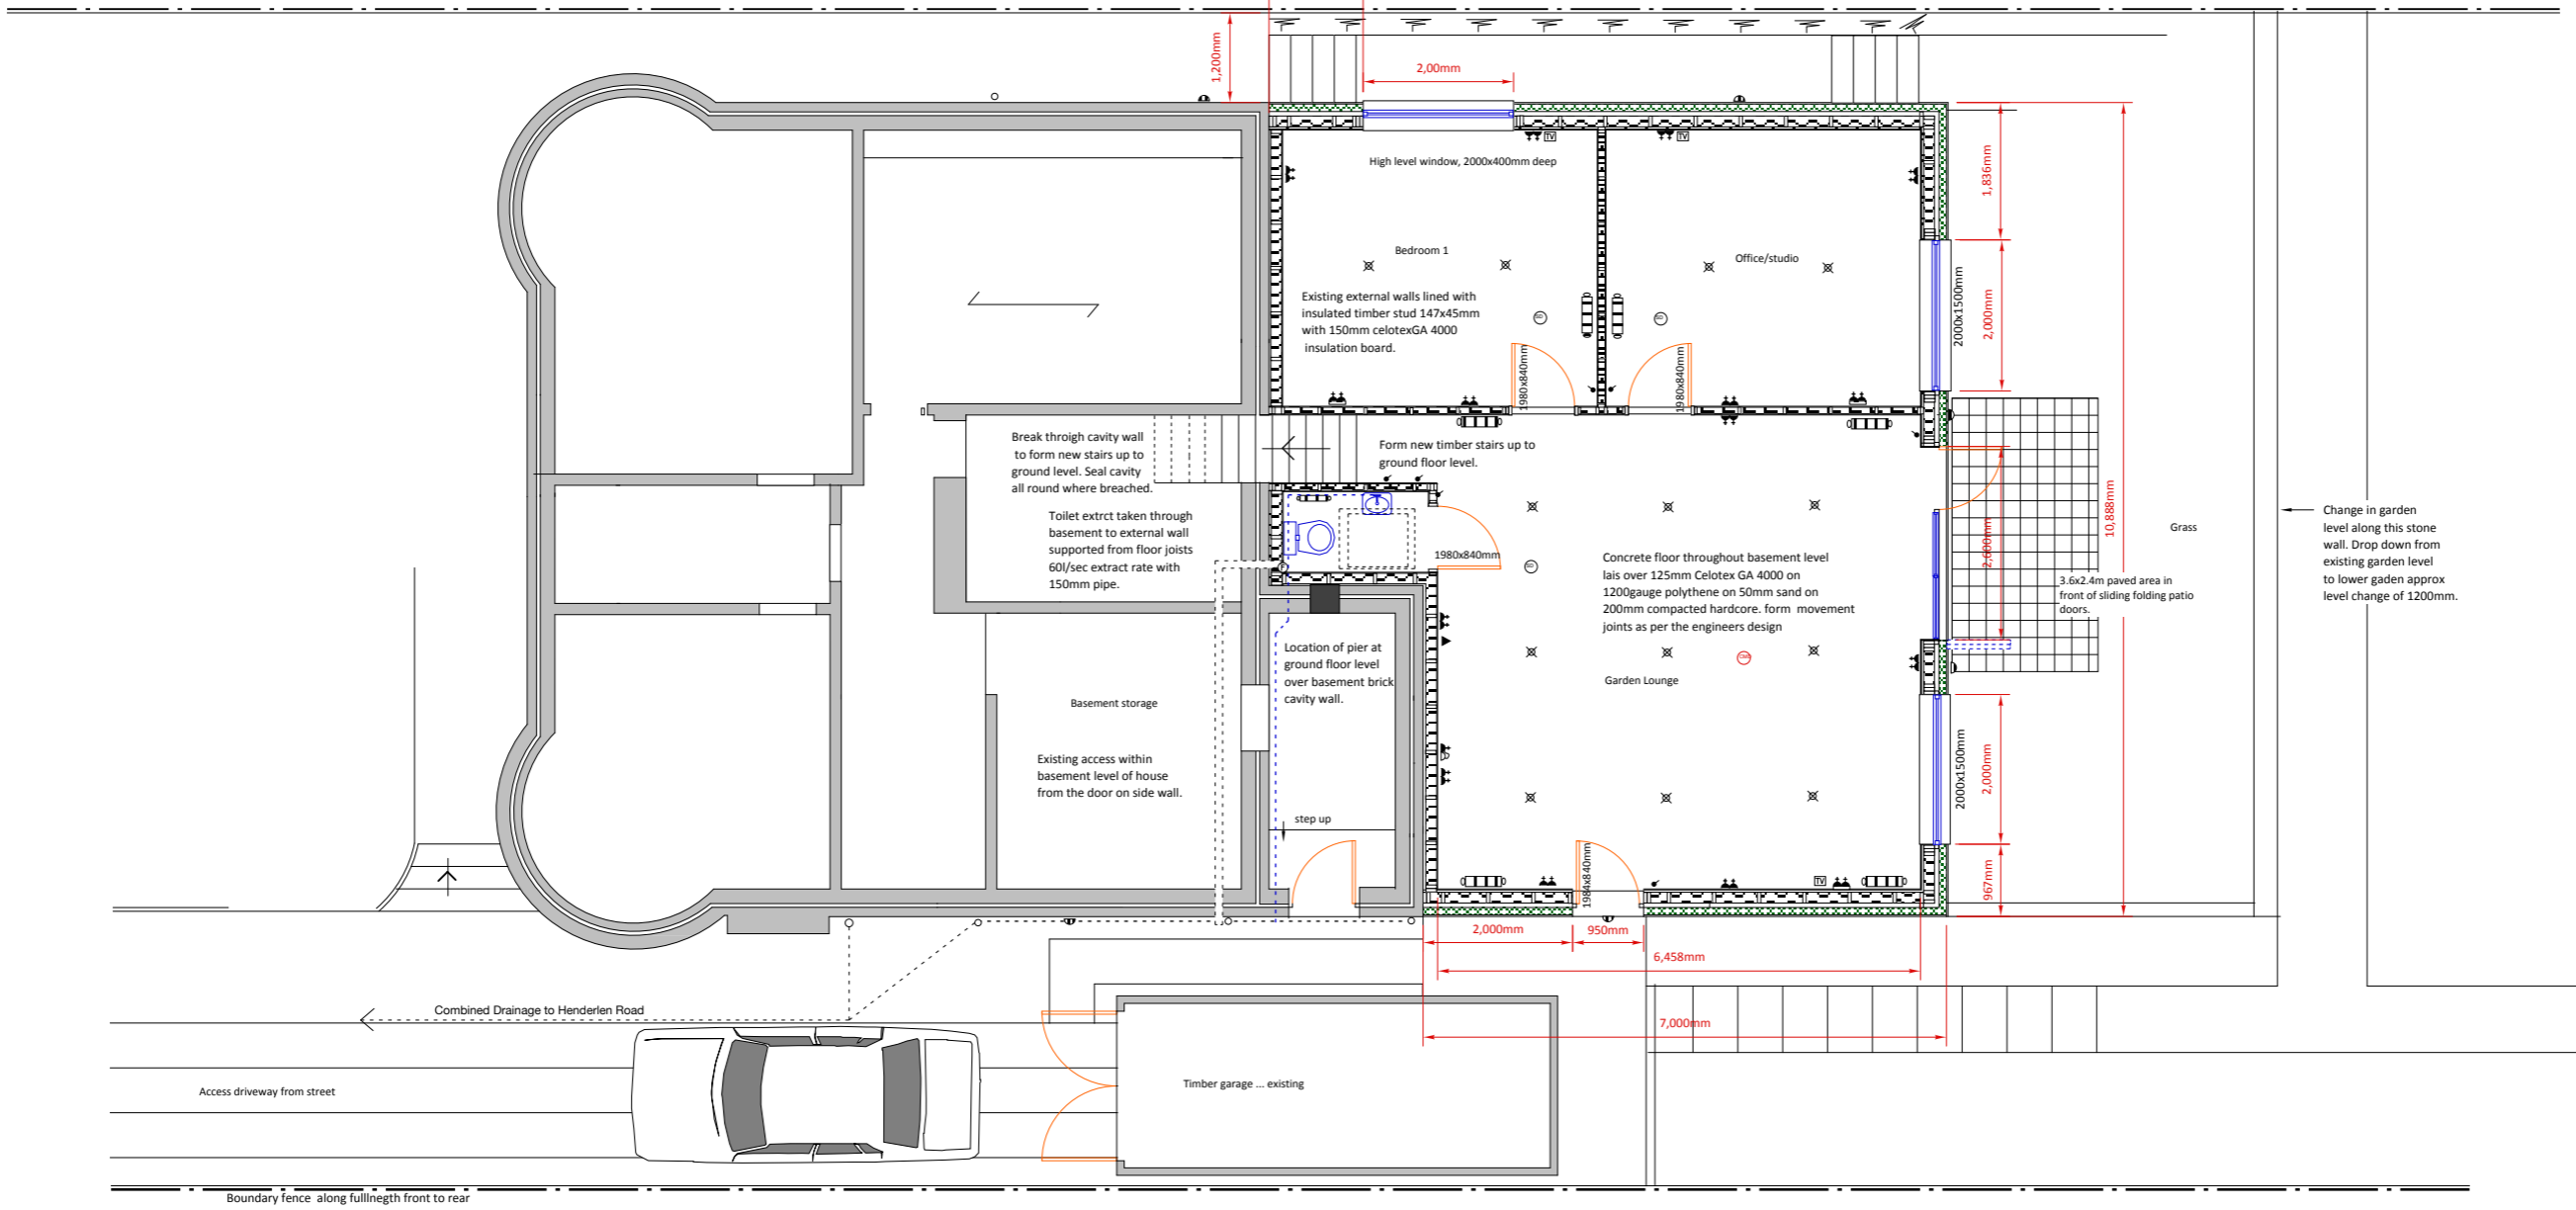 1,200mm
2,00mm
TV
TV
High level window, 2000x400mm deep
1,836mm
Bedroom 1
Office/studio
Existing external walls lined with
insulated timber stud 147x45mm
with 150mm celotexGA 4000
insulation board.
SD
SD
2000x1500mm
2,000mm
1980x840mm
1980x840mm
Break throigh cavity wall
to form new stairs up to
ground level. Seal cavity
all round where breached.
Form new timber stairs up to
ground floor level.
Toilet extrct taken through
basement to external wall
supported from floor joists
60l/sec extract rate with
150mm pipe.
1980x840mm
SD
Concrete floor throughout basement level
lais over 125mm Celotex GA 4000 on
1200gauge polythene on 50mm sand on
200mm compacted hardcore. form movement
joints as per the engineers design
2,600mm
10,888mm
Grass
Change in garden
level along this stone
wall. Drop down from
existing garden level
to lower gaden approx
level change of 1200mm.
3.6x2.4m paved area in
front of sliding folding patio
doors.
Location of pier at
ground floor level
over basement brick
cavity wall.
Garden Lounge
Basement storage
Existing access within
basement level of house
from the door on side wall.
2000x1500mm
2,000mm
step up
1984x840mm
TV
967mm
2,000mm
950mm
6,458mm
7,000mm
Combined Drainage to Henderlen Road
Access driveway from street
Timber garage ... existing
Boundary fence along fulllnegth front to rear